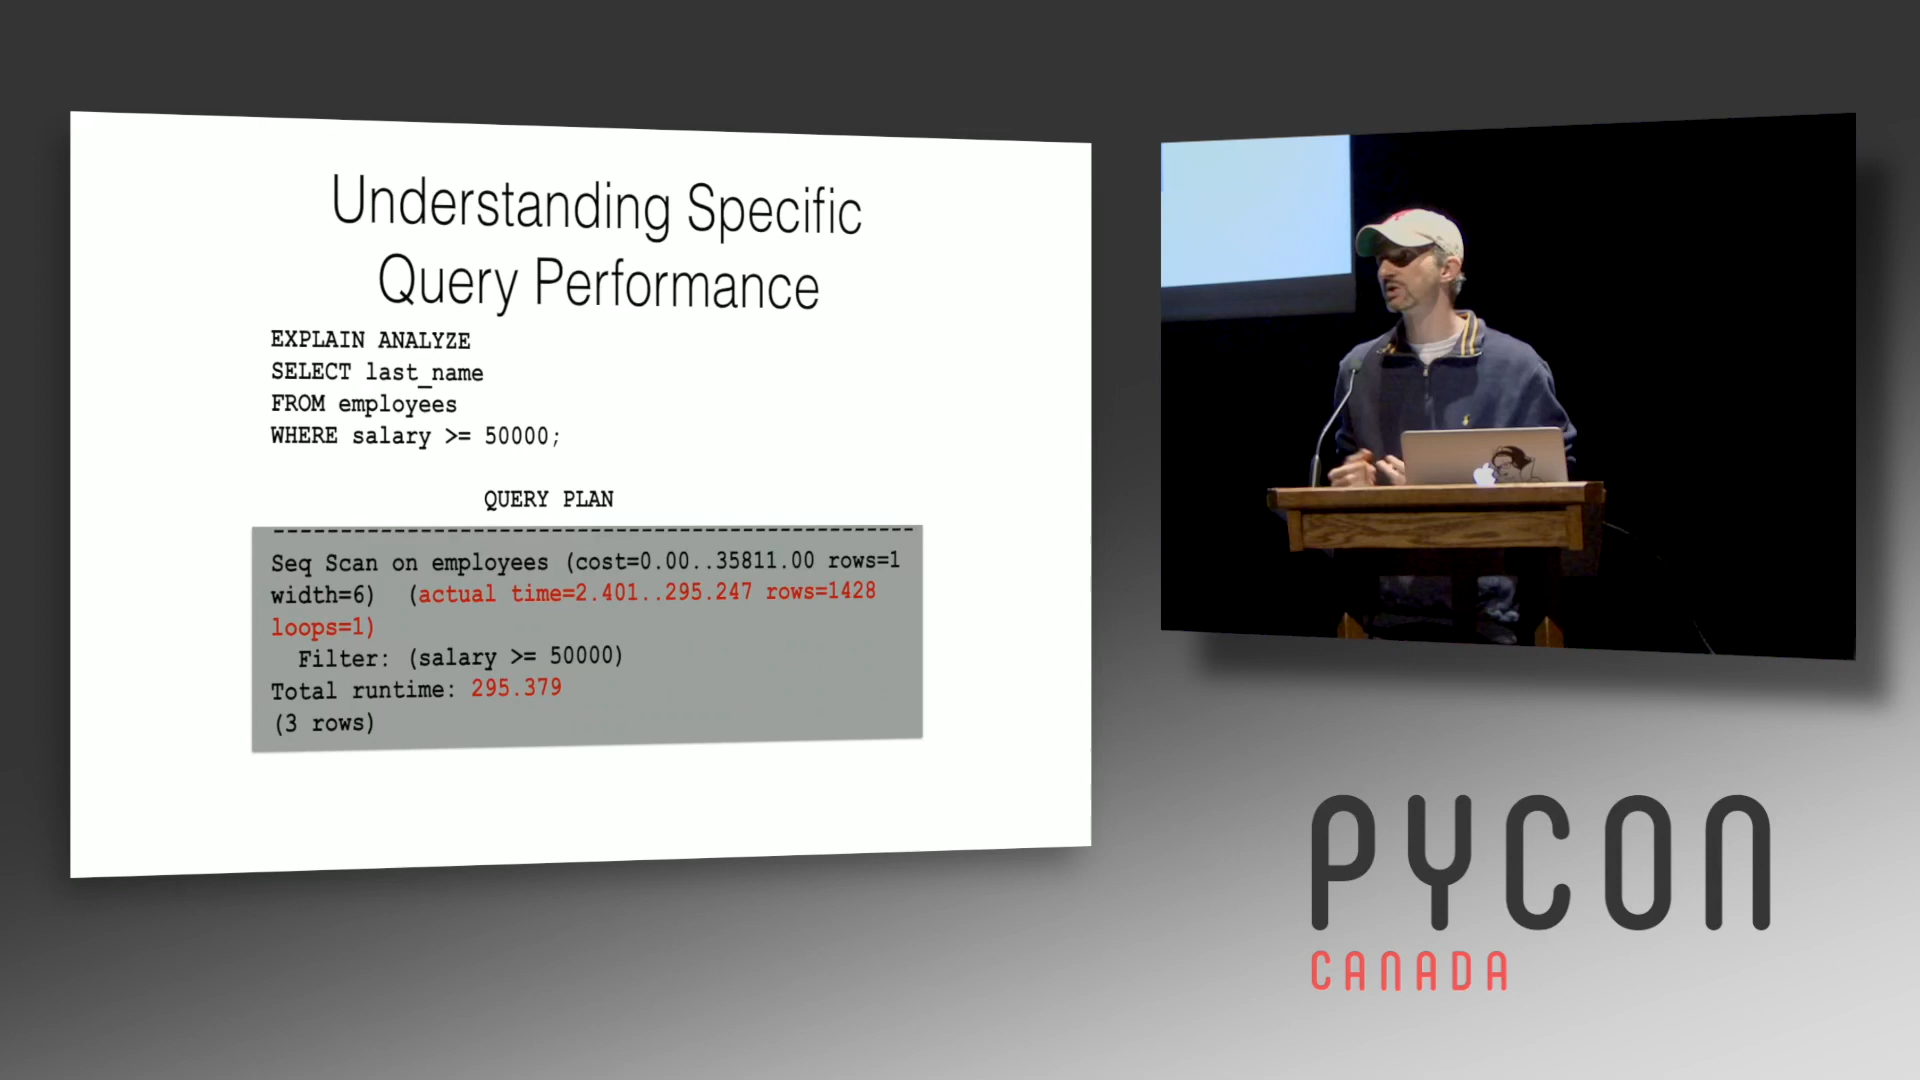 Understanding Specific
Query Performance
EXPLAIN ANALYZE
SELECT last_name
FROM employees
WHERE salary >= 50000;
QUERY PLAN
------------------------------------------------
Seq Scan on employees (cost=0.00..35811.00 rows=1
width=6) (actual time=2.401..295.247 rows=1428
loops=1)
Filter: (salary >= 50000)
Total runtime: 295.379
(3 rows)
PYCON
CANADA